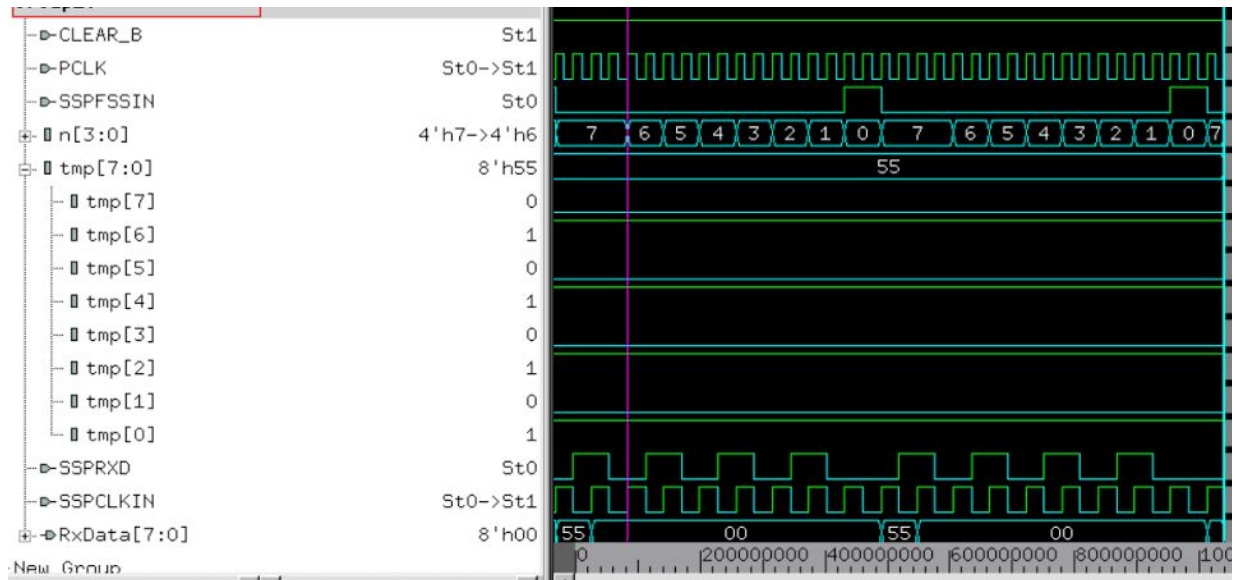 CLEAR_B St1
PCLK St0->St1
SSPFSSIN St0
n[3:0] 4'h7->4'h6 7 6 5 4 3 2 1 0 7 6 5 4 3 2 1 0 7
tmp[7:0] 8'h55 55
tmp[7] 0
tmp[6] 1
tmp[5] 0
tmp[4] 1
tmp[3] 0
tmp[2] 1
tmp[1] 0
tmp[0] 1
SSPRXD St0
SSPCLKIN St0->St1
RxData[7:0] 8'h00 55 00 55 00
0 200000000 400000000 600000000 800000000
New Group